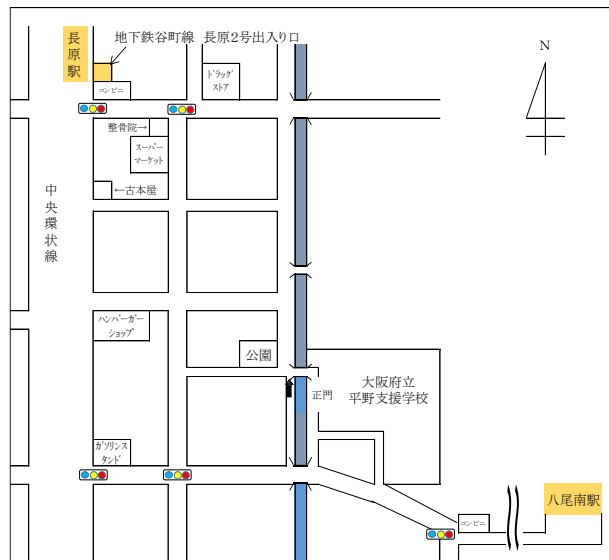 長原駅
地下鉄谷町線 長原2号出入り口
コンビニ
ドラッグ
ストア
N
整骨院→
スーパー
マーケット
←古本屋
中央環状線
ハンバーガー
ショップ
公園
正門
大阪府立
平野支援学校
ガソリンス
タンド
コンビニ
八尾南駅